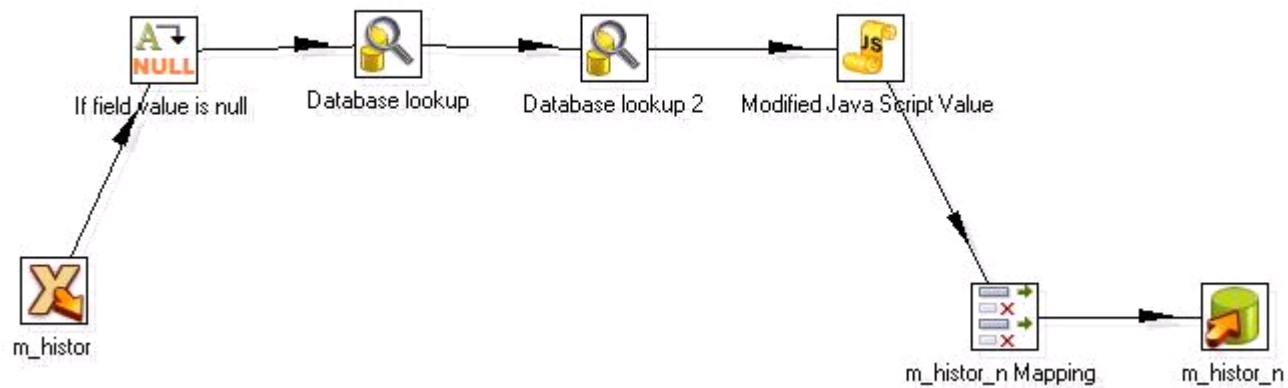 A
NULL
JS
If field value is null
Database lookup
Database lookup 2
Modified Java Script Value
X
m_histor
m_histor_n Mapping
m_histor_n